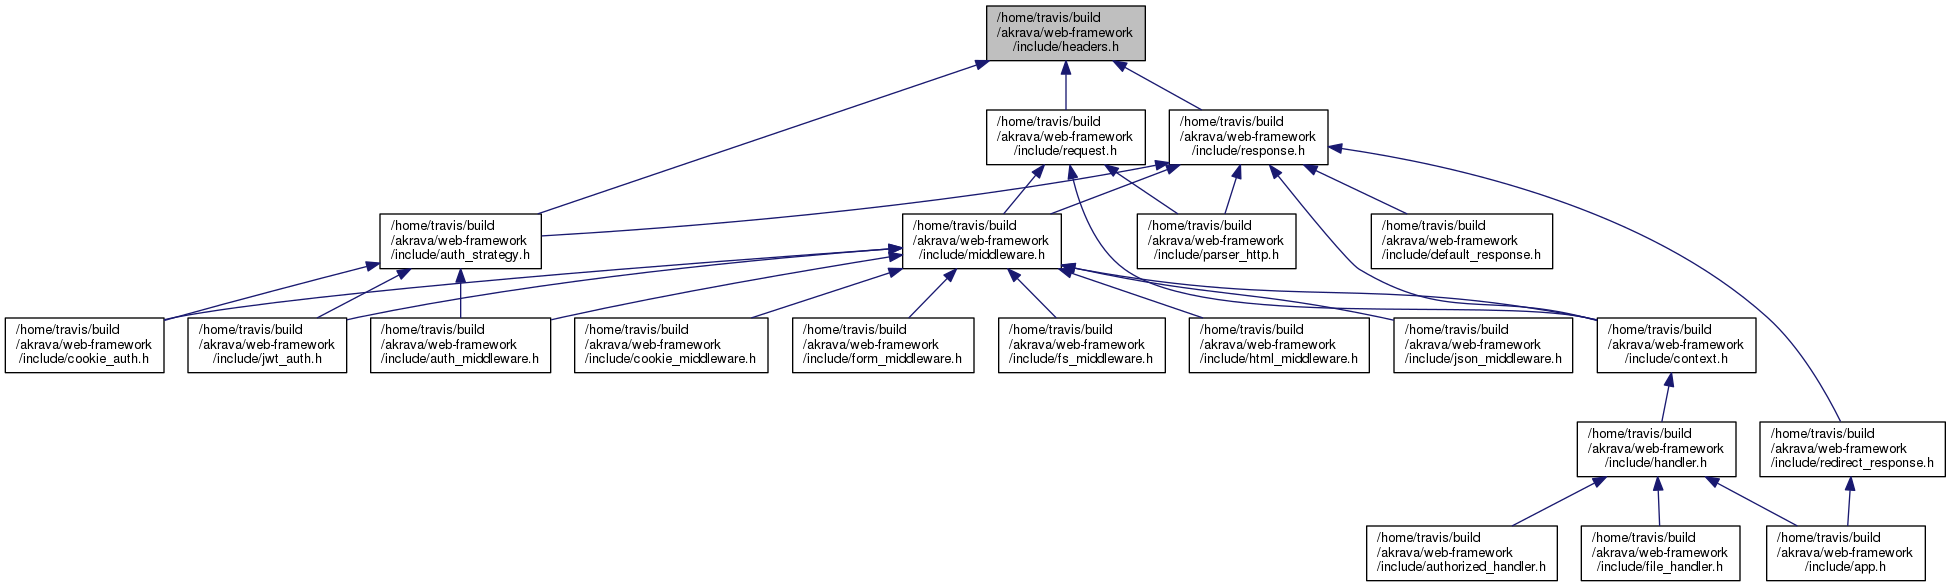 /home/travis/build
/akrava/web-framework
/include/headers.h
/home/travis/build
/akrava/web-framework
/include/request.h
/home/travis/build
/akrava/web-framework
/include/response.h
/home/travis/build
/akrava/web-framework
/include/auth_strategy.h
/home/travis/build
/akrava/web-framework
/include/middleware.h
/home/travis/build
/akrava/web-framework
/include/parser_http.h
/home/travis/build
/akrava/web-framework
/include/default_response.h
/home/travis/build
/akrava/web-framework
/include/cookie_auth.h
/home/travis/build
/akrava/web-framework
/include/jwt_auth.h
/home/travis/build
/akrava/web-framework
/include/auth_middleware.h
/home/travis/build
/akrava/web-framework
/include/cookie_middleware.h
/home/travis/build
/akrava/web-framework
/include/form_middleware.h
/home/travis/build
/akrava/web-framework
/include/fs_middleware.h
/home/travis/build
/akrava/web-framework
/include/html_middleware.h
/home/travis/build
/akrava/web-framework
/include/json_middleware.h
/home/travis/build
/akrava/web-framework
/include/context.h
/home/travis/build
/akrava/web-framework
/include/handler.h
/home/travis/build
/akrava/web-framework
/include/redirect_response.h
/home/travis/build
/akrava/web-framework
/include/authorized_handler.h
/home/travis/build
/akrava/web-framework
/include/file_handler.h
/home/travis/build
/akrava/web-framework
/include/app.h